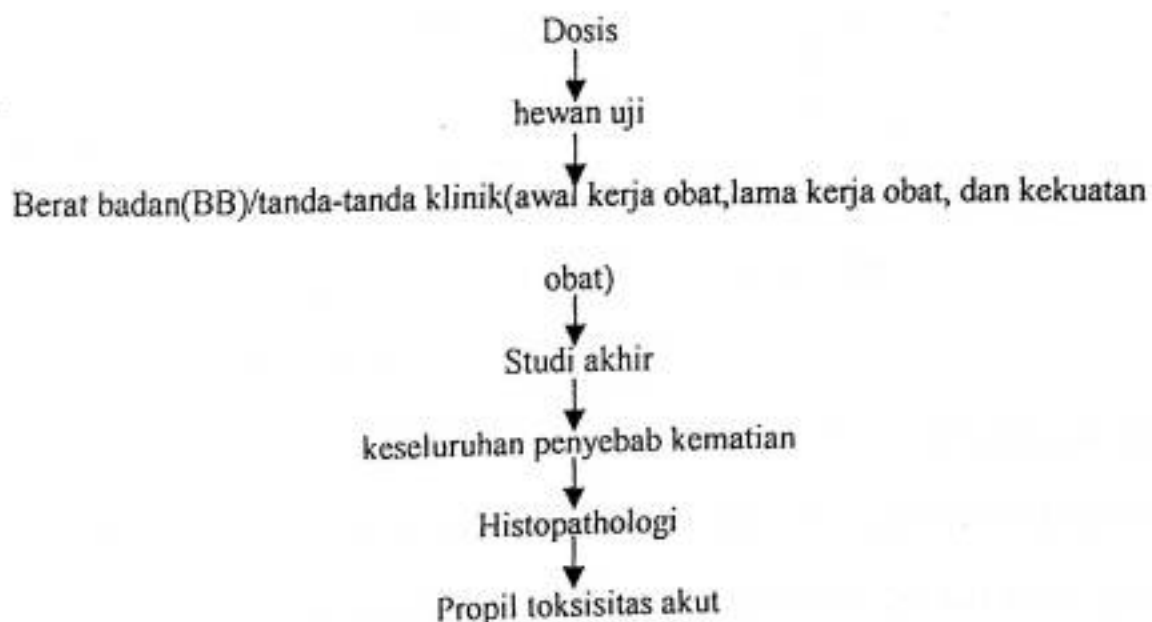 Dosis
hewan uji
Berat badan(BB)/tanda-tanda klinik(awal kerja obat,lama kerja obat, dan kekuatan
obat)
Studi akhir
keseluruhan penyebab kematian
Histopathologi
Propil toksisitas akut